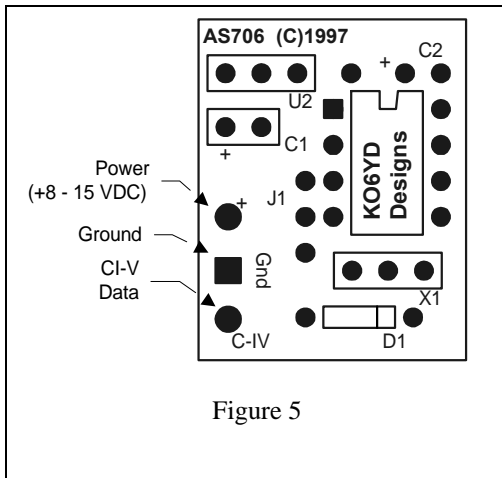 AS706 (C)1997
C2
+
U2
C1
+
Power
(+8 - 15 VDC)
+
J1
KO6YD
Designs
Ground
Gnd
CI-V
Data
X1
C-IV
D1
Figure 5